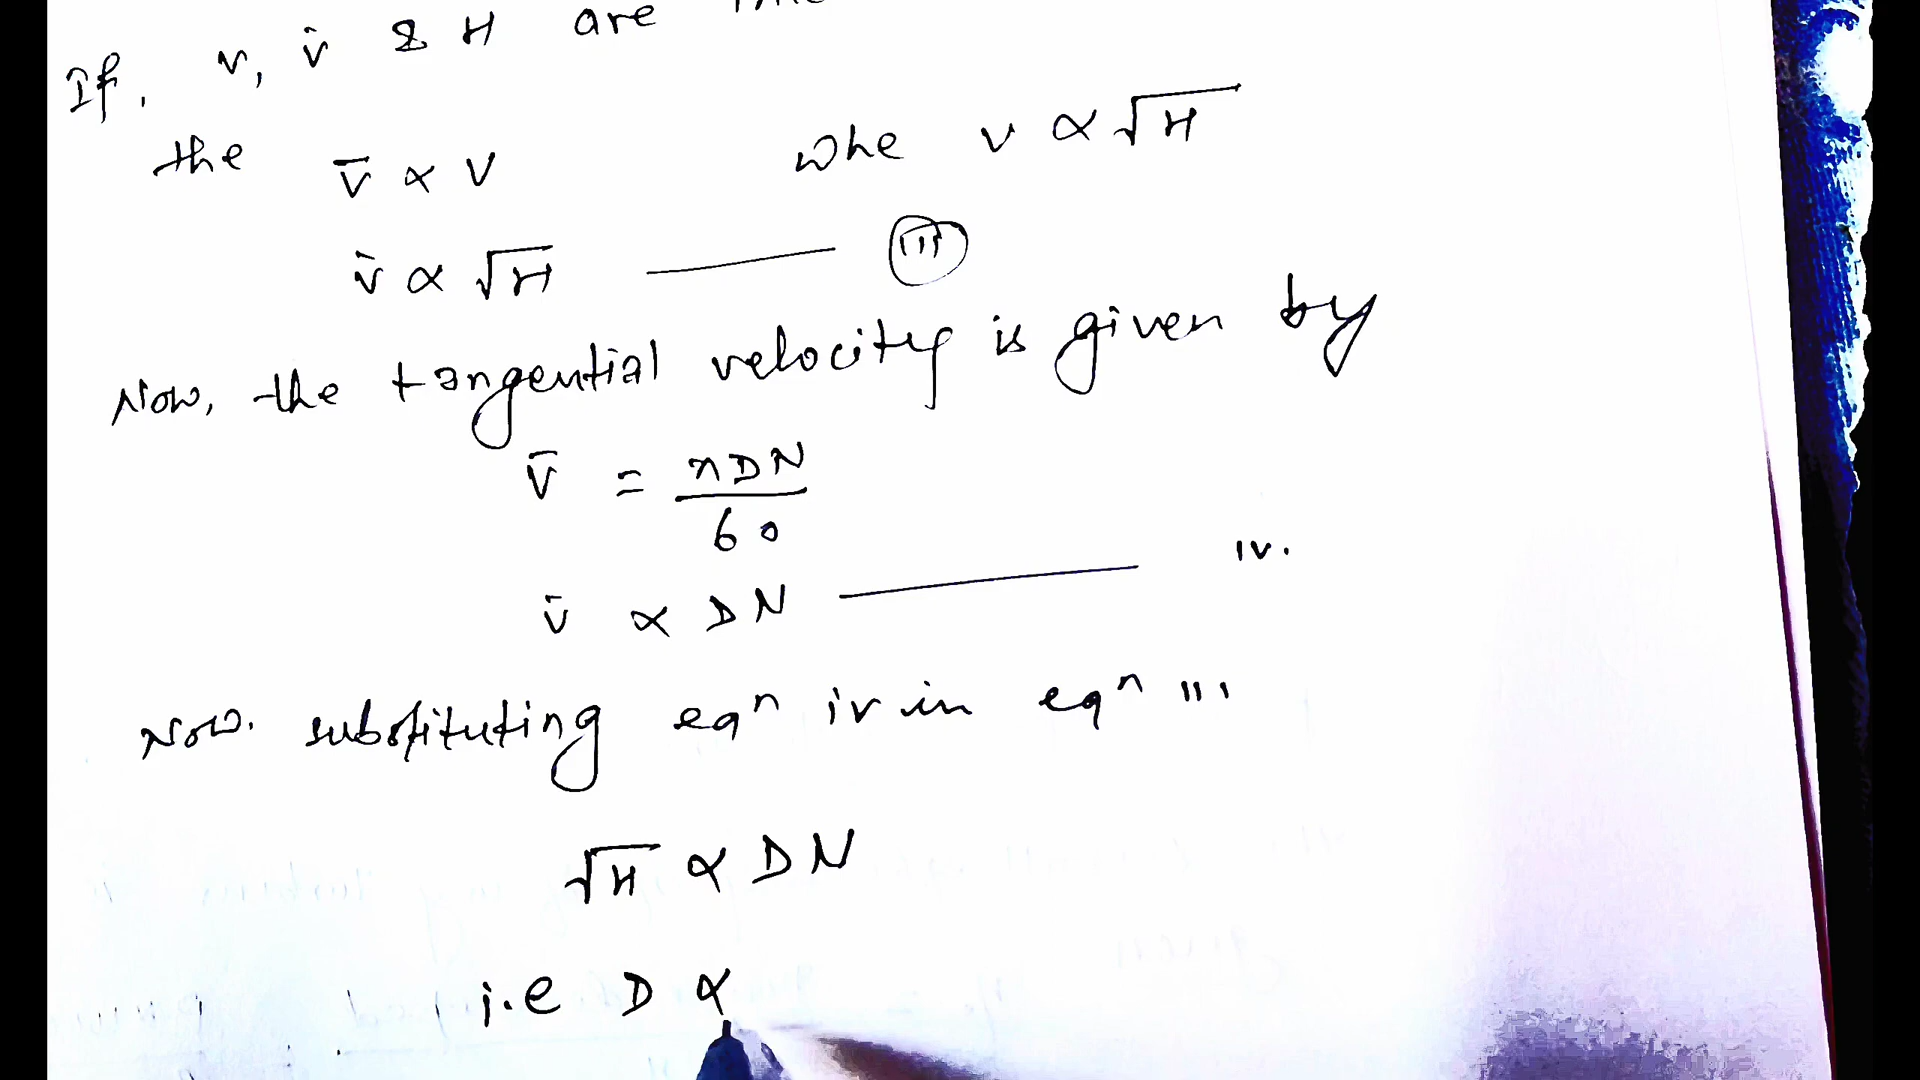 If, v, v̄ & H are
the v̄ ∝ V whe v ∝ √H
v̄ ∝ √H —— (III)
Now, the tangential velocity is given by
v̄ = πDN / 60
v̄ ∝ DN —— iv.
Now. substituting eqⁿ iv in eqⁿ III
√H ∝ DN
i.e D ∝